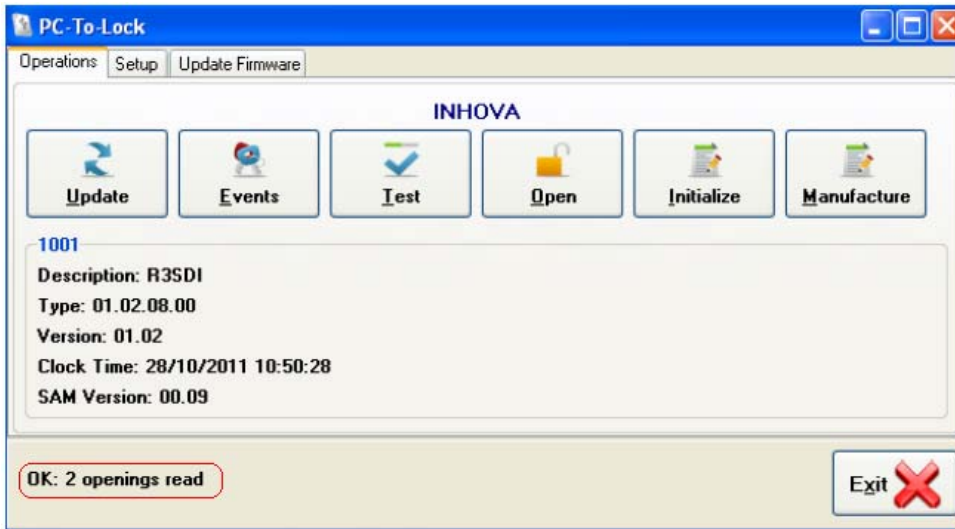 PC-To-Lock
Operations Setup Update Firmware
INHOVA
Update Events Test Open Initialize Manufacture
1001
Description: R3SDI
Type: 01.02.08.00
Version: 01.02
Clock Time: 28/10/2011 10:50:28
SAM Version: 00.09
OK: 2 openings read
Exit